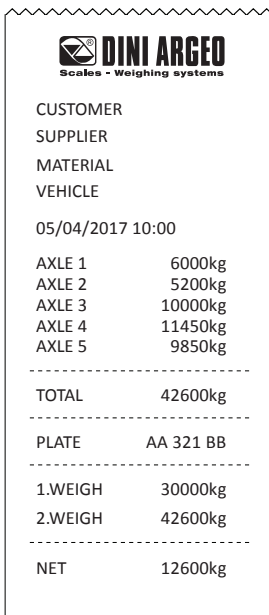 DINI ARGEO
Scales - Weighing systems
CUSTOMER
SUPPLIER
MATERIAL
VEHICLE
05/04/2017 10:00
AXLE 1 6000kg
AXLE 2 5200kg
AXLE 3 10000kg
AXLE 4 11450kg
AXLE 5 9850kg
TOTAL 42600kg
PLATE AA 321 BB
1.WEIGH 30000kg
2.WEIGH 42600kg
NET 12600kg